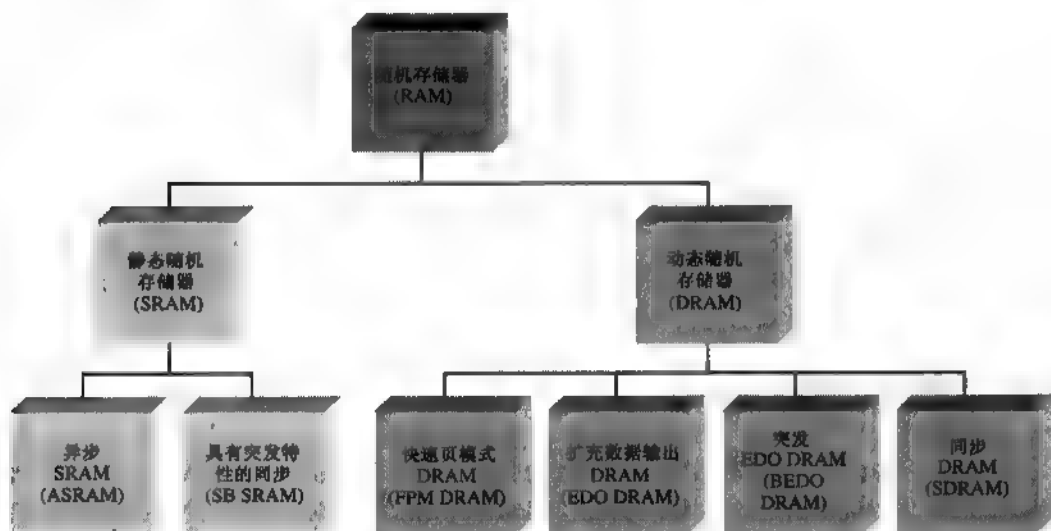 随机存储器
(RAM)
静态随机
存储器
(SRAM)
动态随机
存储器
(DRAM)
异步
SRAM
(ASRAM)
具有突发特
性的同步
(SB SRAM)
快速页模式
DRAM
(FPM DRAM)
扩充数据输出
DRAM
(EDO DRAM)
突发
EDO DRAM
(BEDO
DRAM)
同步
DRAM
(SDRAM)